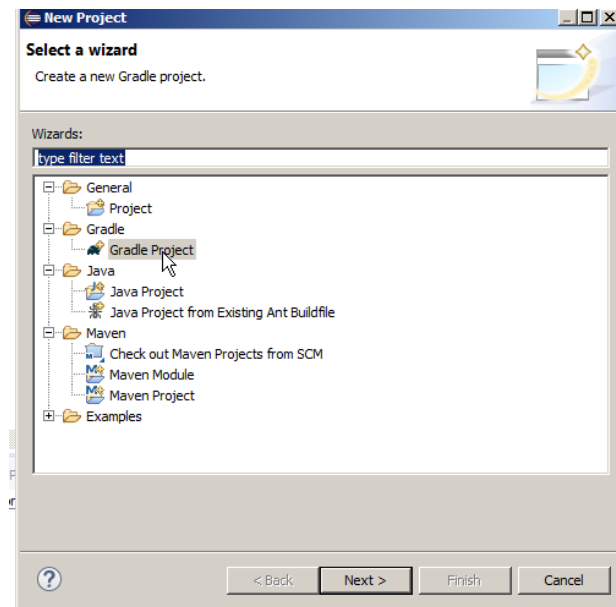 New Project
Select a wizard
Create a new Gradle project.
Wizards:
type filter text
General
Project
Gradle
Gradle Project
Java
Java Project
Java Project from Existing Ant Buildfile
Maven
Check out Maven Projects from SCM
Maven Module
Maven Project
Examples
< Back Next > Finish Cancel